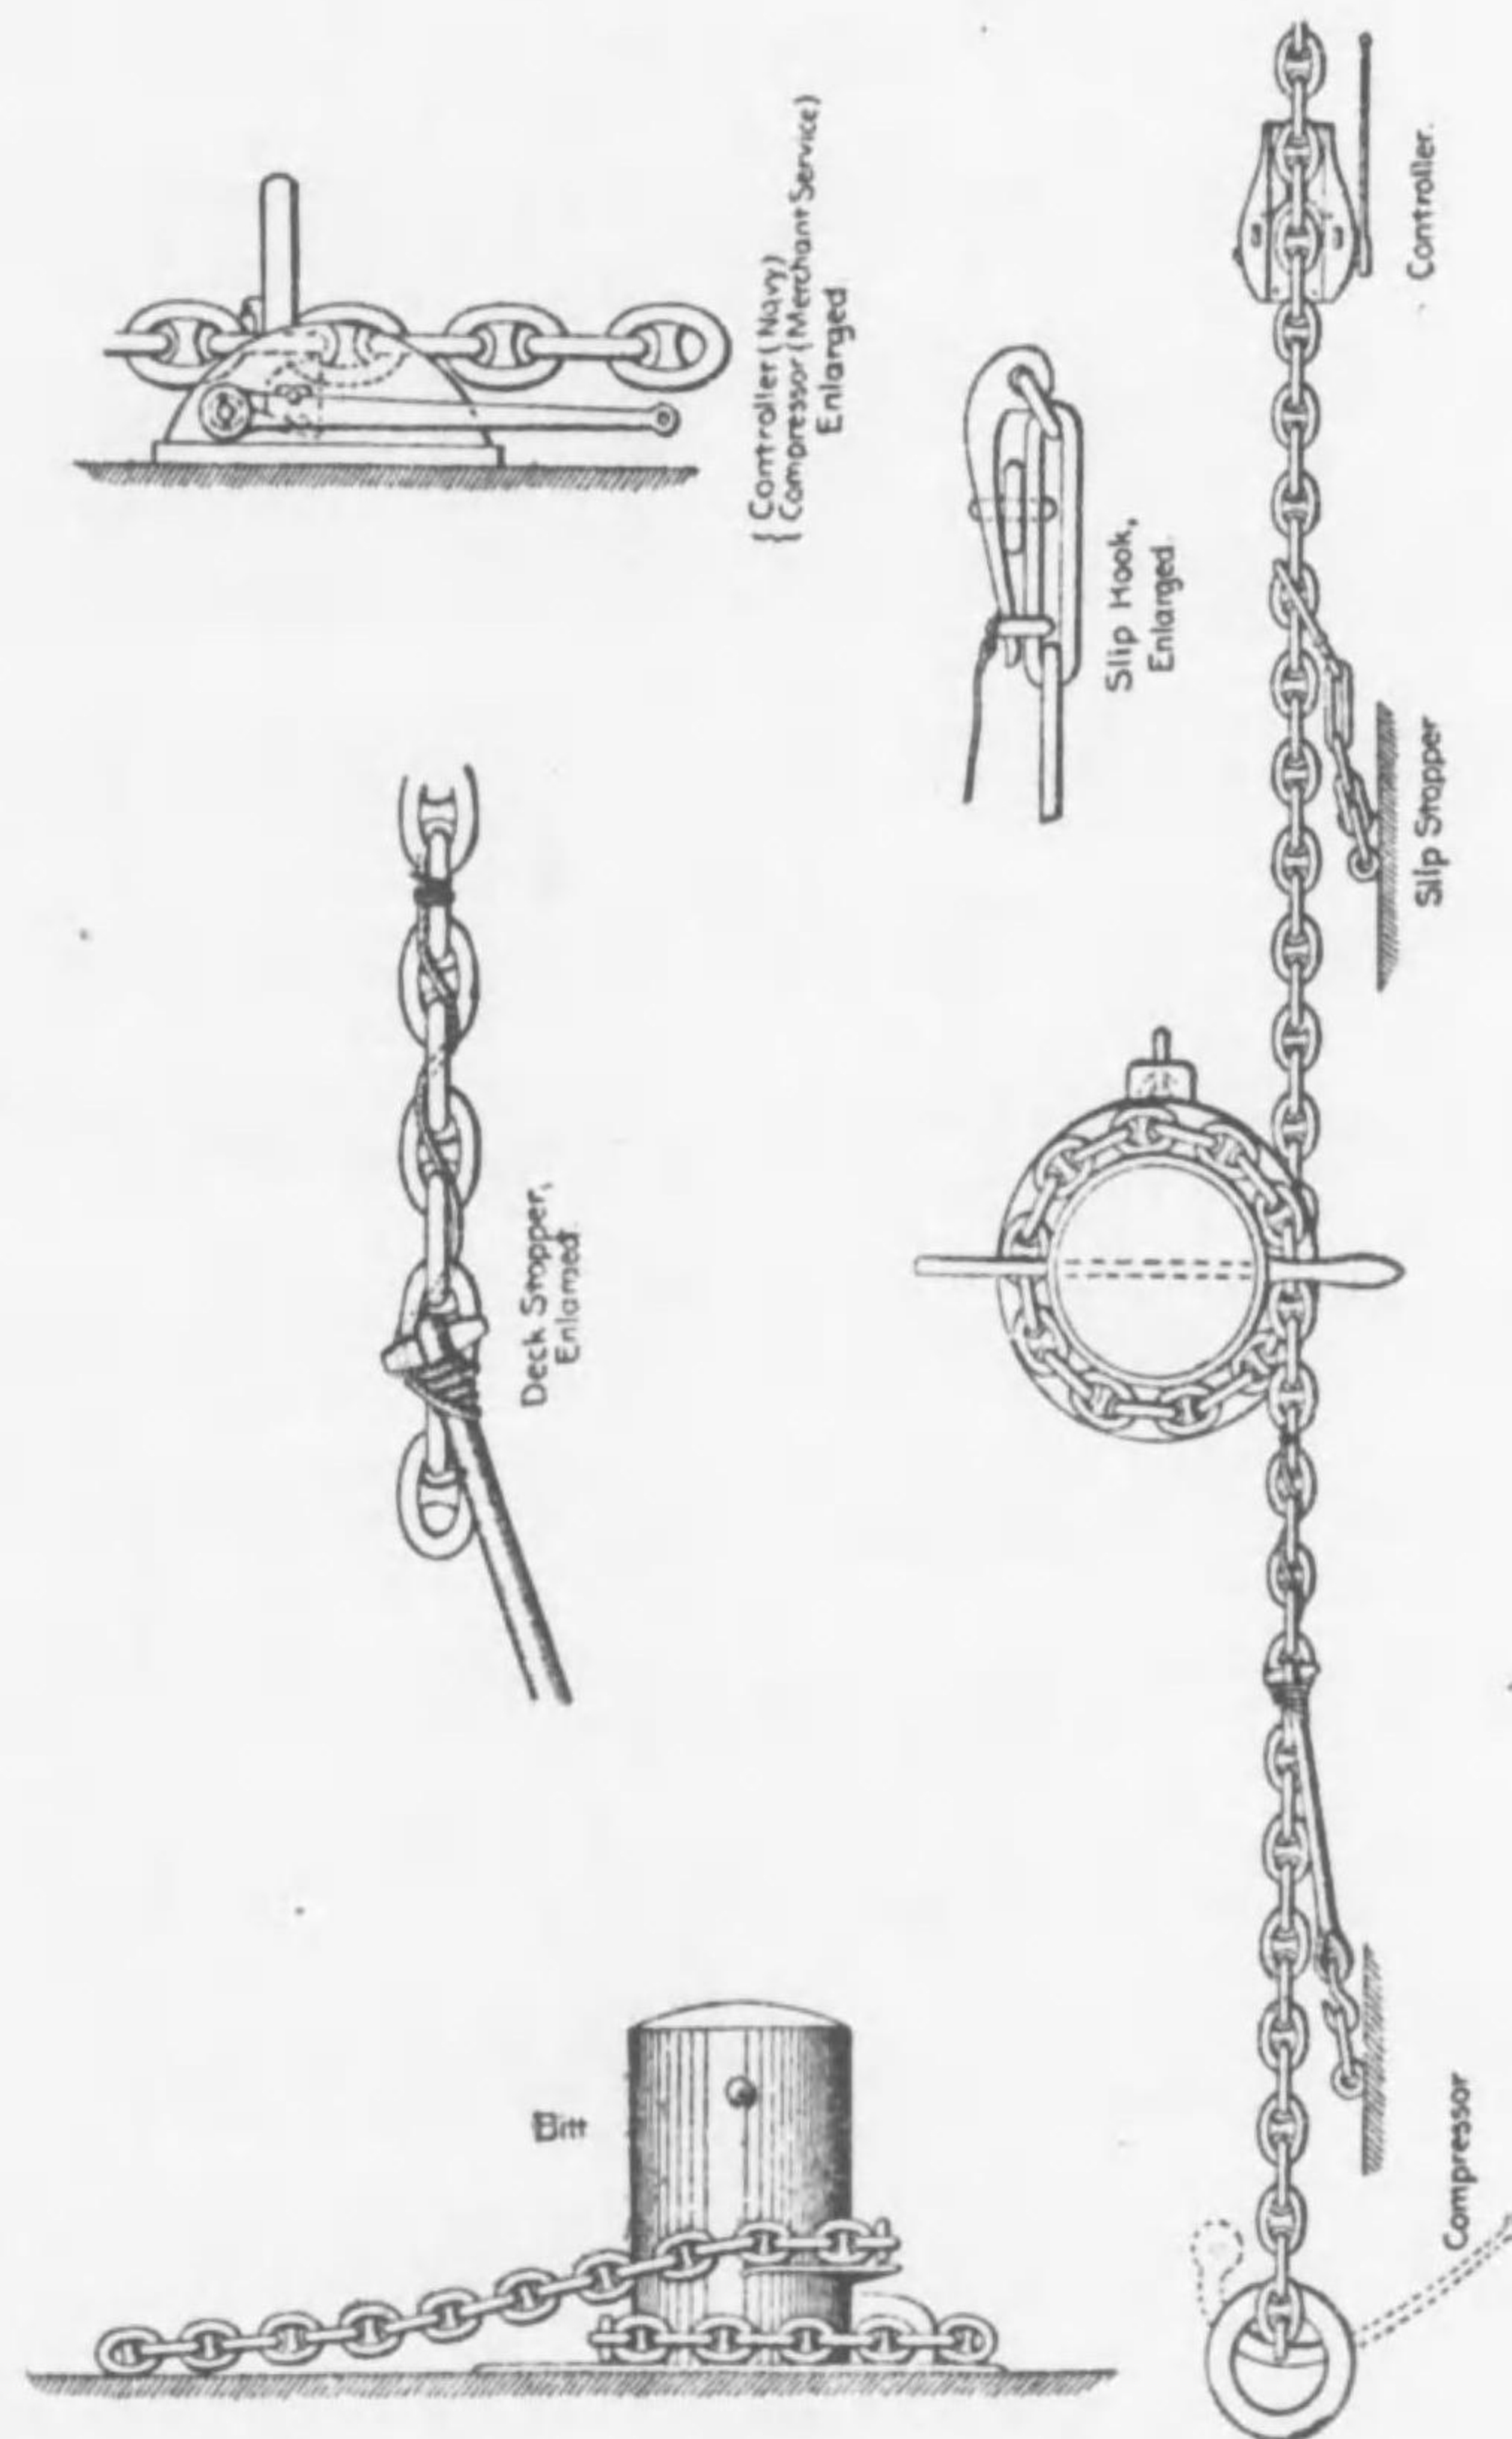 { Controller (Navy)
{ Compressor (Merchant Service)
Enlarged
Controller.
Slip Hook,
Enlarged.
Slip Stopper
Deck Stopper,
Enlarged.
Bitt
Compressor